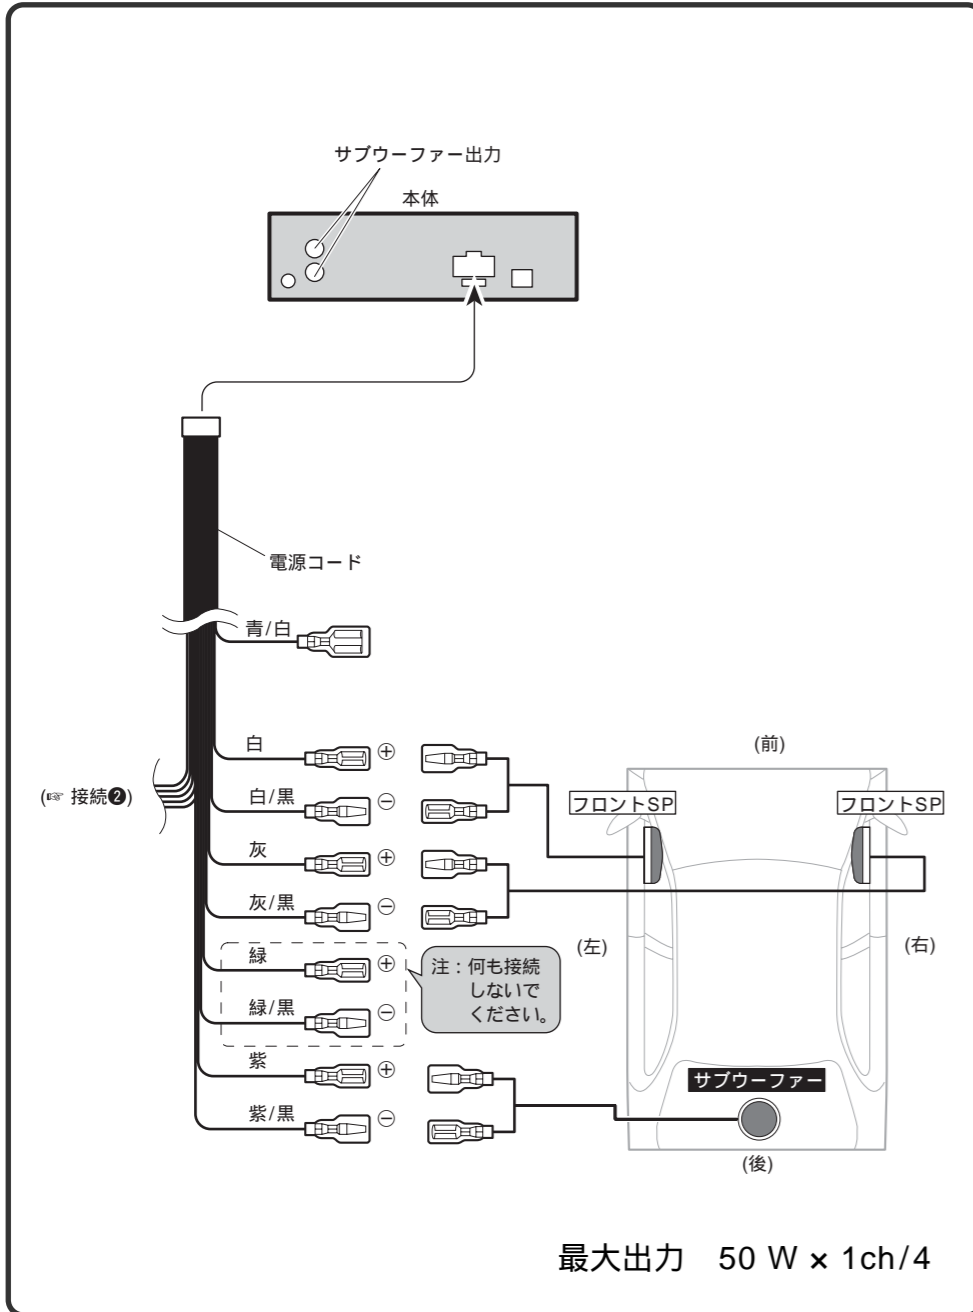 サブウーファー出力
本体
電源コード
青/白
白
⊕
(前)
(☞ 接続❷)
白/黒
⊖
フロントSP
フロントSP
灰
⊕
灰/黒
⊖
(左)
(右)
緑
⊕
注：何も接続
しないで
ください。
緑/黒
⊖
紫
⊕
サブウーファー
紫/黒
⊖
(後)
最大出力 50 W × 1ch/4